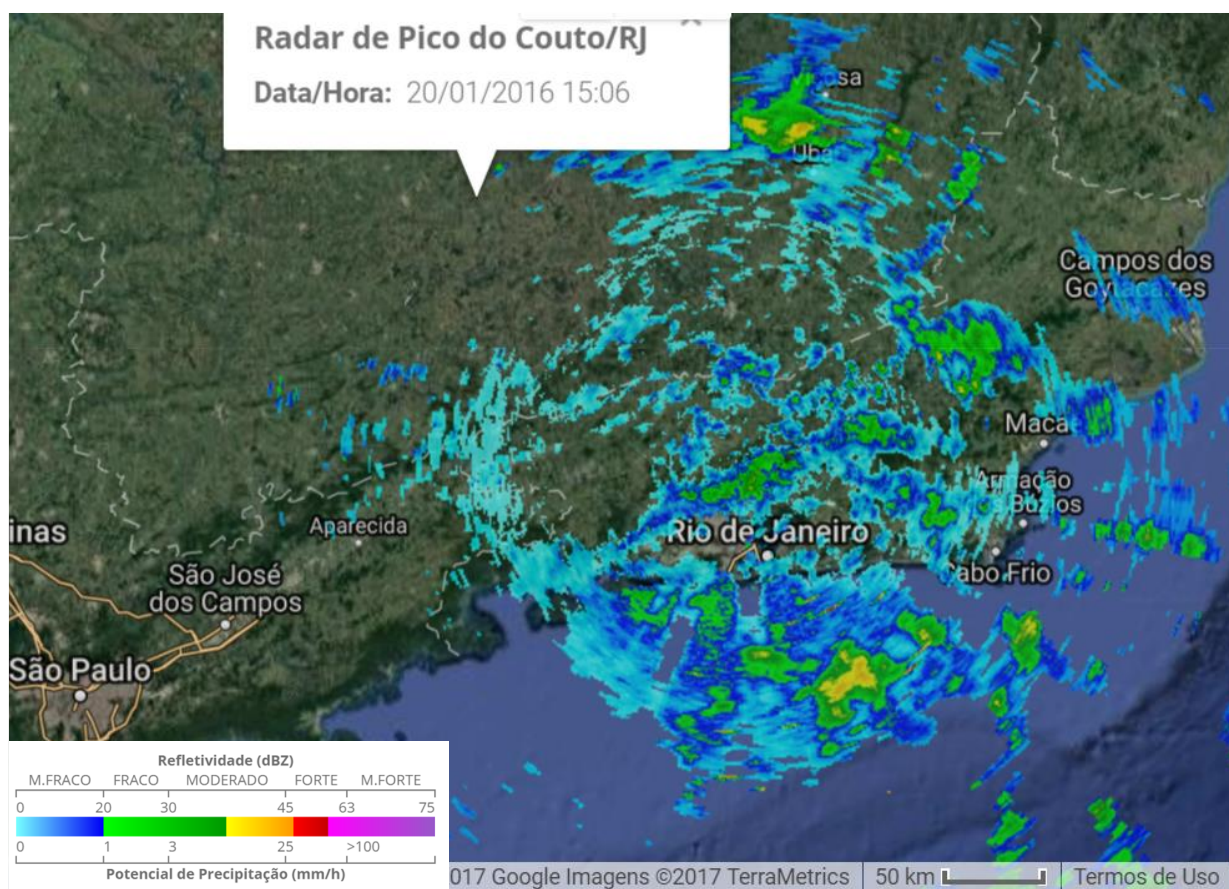 Radar de Pico do Couto/RJ
Data/Hora: 20/01/2016 15:06
Campos dos
Goytacazes
Macaé
Armação
Búzios
inas
Aparecida
Rio de Janeiro
Cabo Frio
São José
dos Campos
São Paulo
Refletividade (dBZ)
M.FRACO FRACO MODERADO FORTE M.FORTE
0 20 30 45 63 75
0 1 3 25 >100
Potencial de Precipitação (mm/h)
017 Google Imagens ©2017 TerraMetrics 50 km Termos de Uso